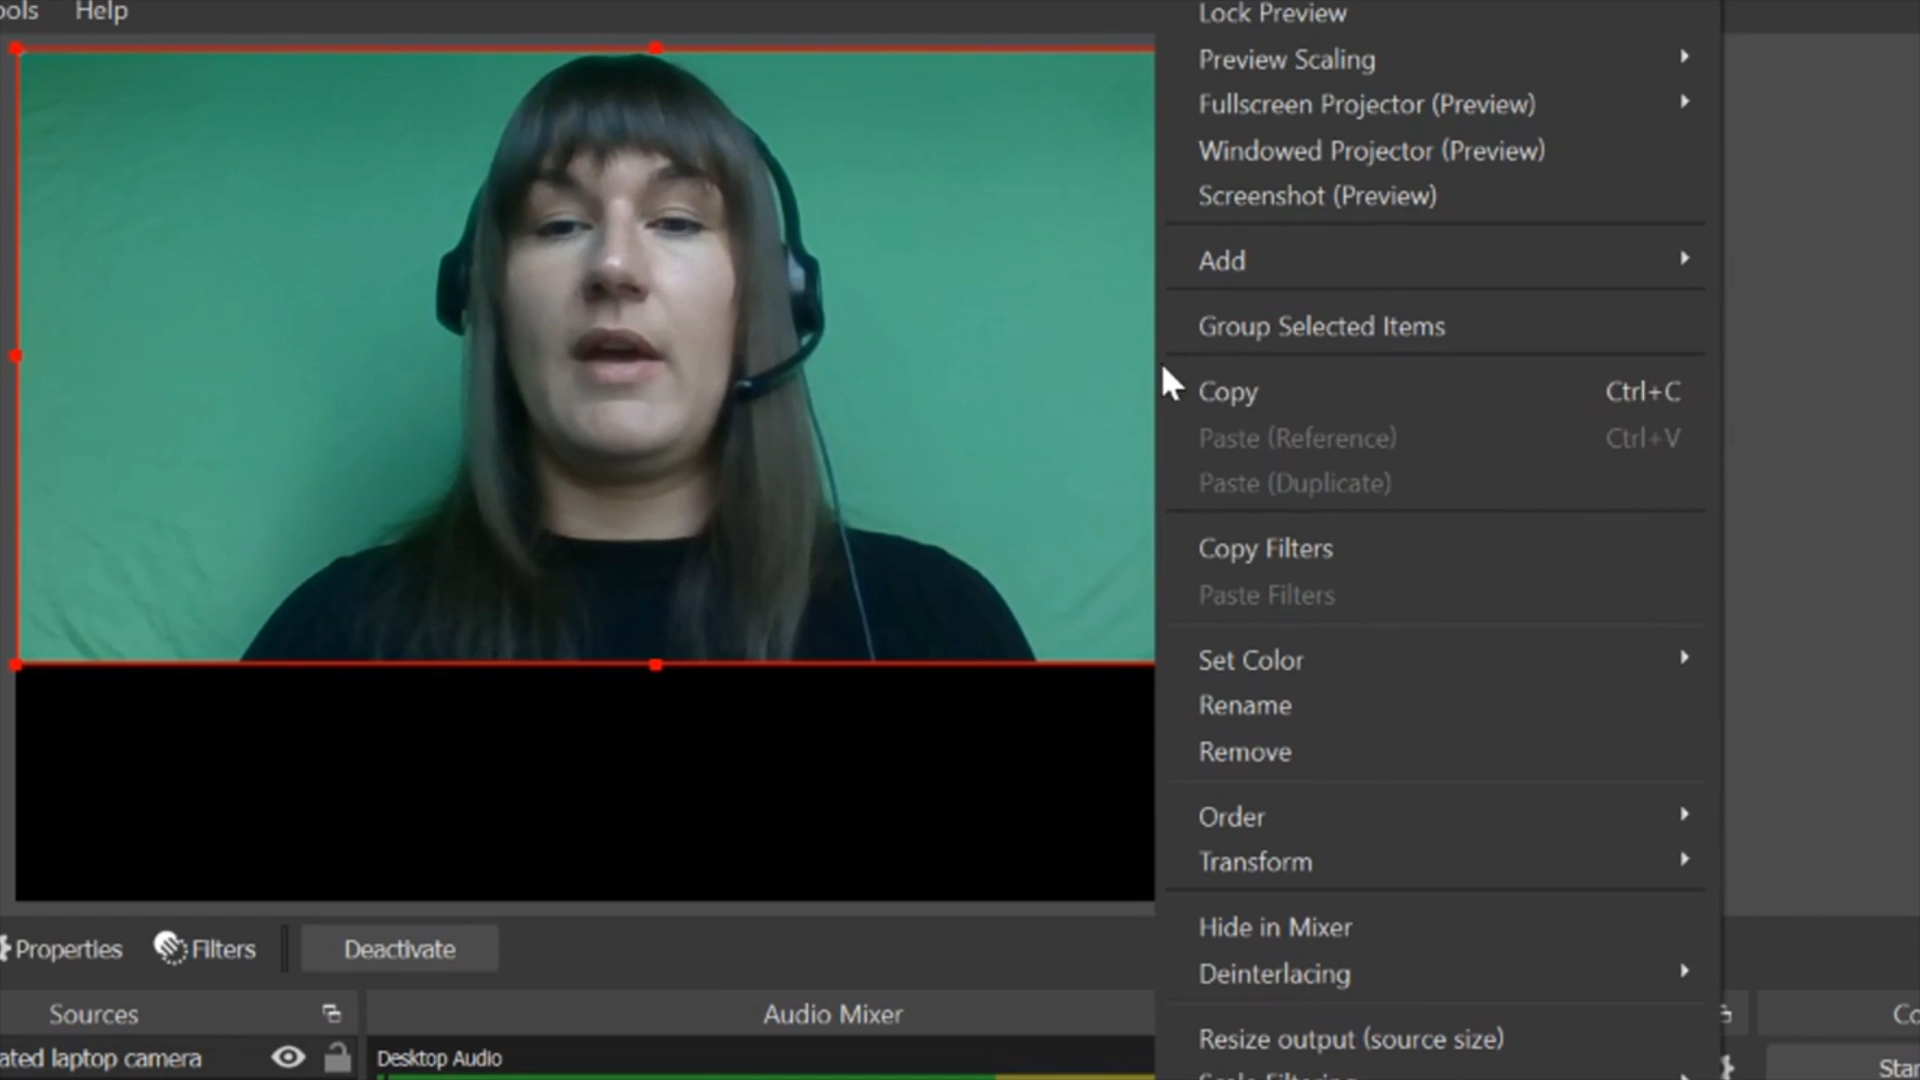 ols Help
Lock Preview
Preview Scaling
Fullscreen Projector (Preview)
Windowed Projector (Preview)
Screenshot (Preview)
Add
Group Selected Items
Copy Ctrl+C
Paste (Reference) Ctrl+V
Paste (Duplicate)
Copy Filters
Paste Filters
Set Color
Rename
Remove
Order
Transform
Hide in Mixer
Deinterlacing
Resize output (source size)
Properties Filters Deactivate
Sources Audio Mixer Co
ated laptop camera Desktop Audio Star